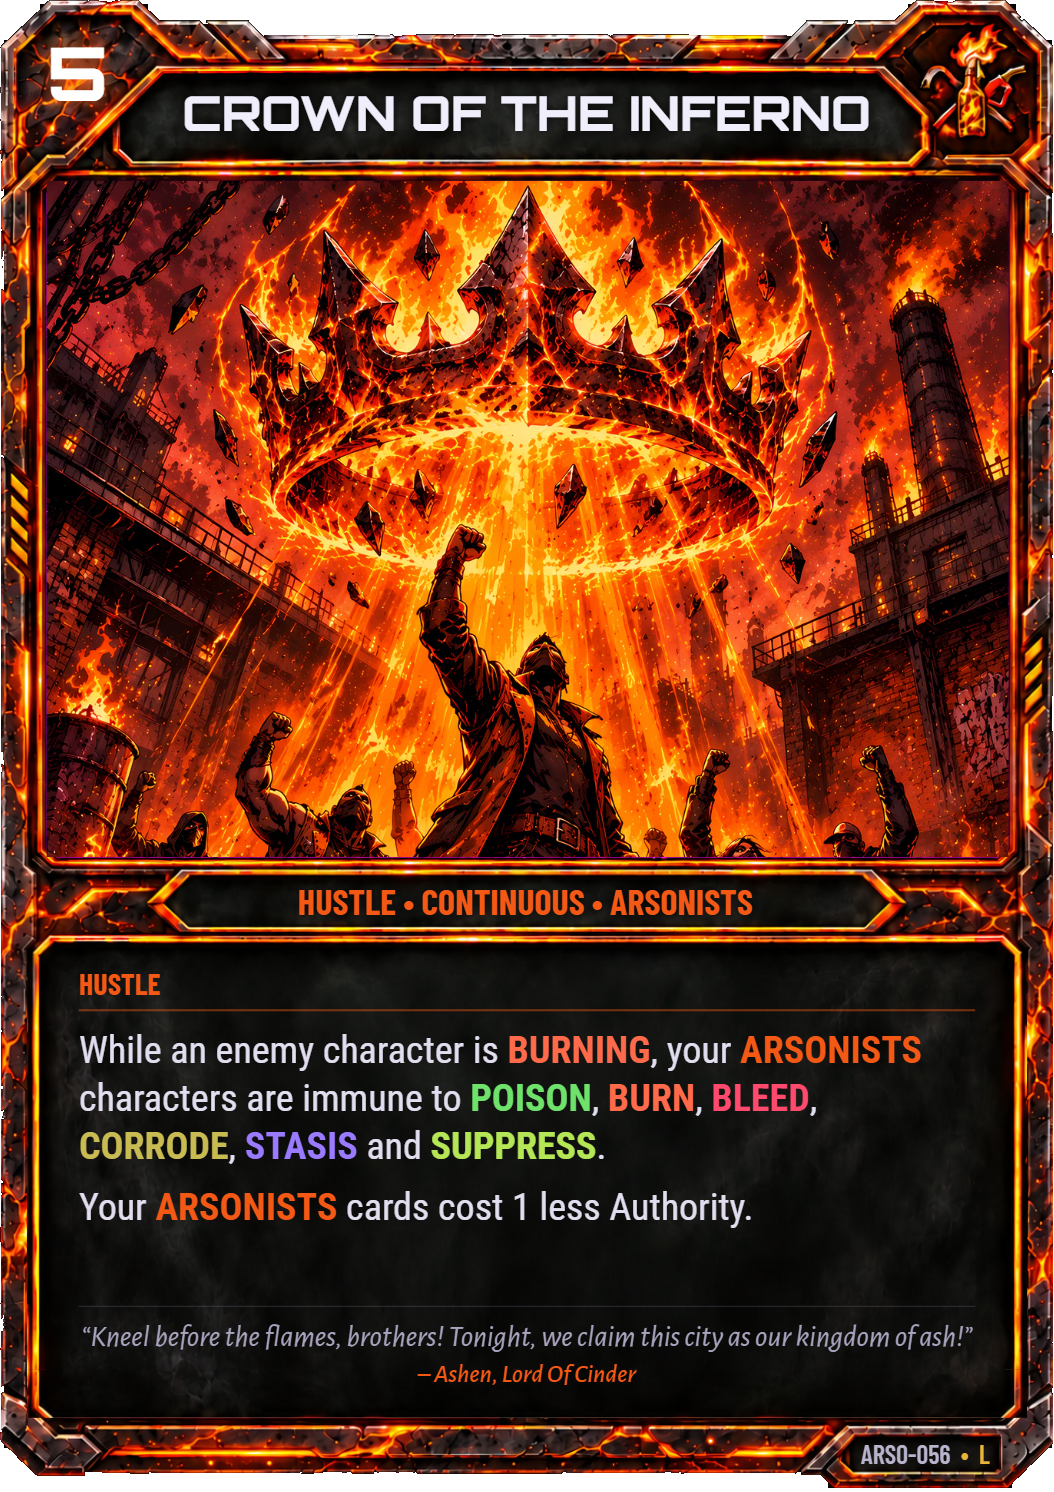 5
CROWN OF THE INFERNO
HUSTLE • CONTINUOUS • ARSONISTS
HUSTLE
While an enemy character is BURNING, your ARSONISTS
characters are immune to POISON, BURN, BLEED,
CORRODE, STASIS and SUPPRESS.
Your ARSONISTS cards cost 1 less Authority.
“Kneel before the flames, brothers! Tonight, we claim this city as our kingdom of ash!”
– Ashen, Lord Of Cinder
ARSO-056 • L